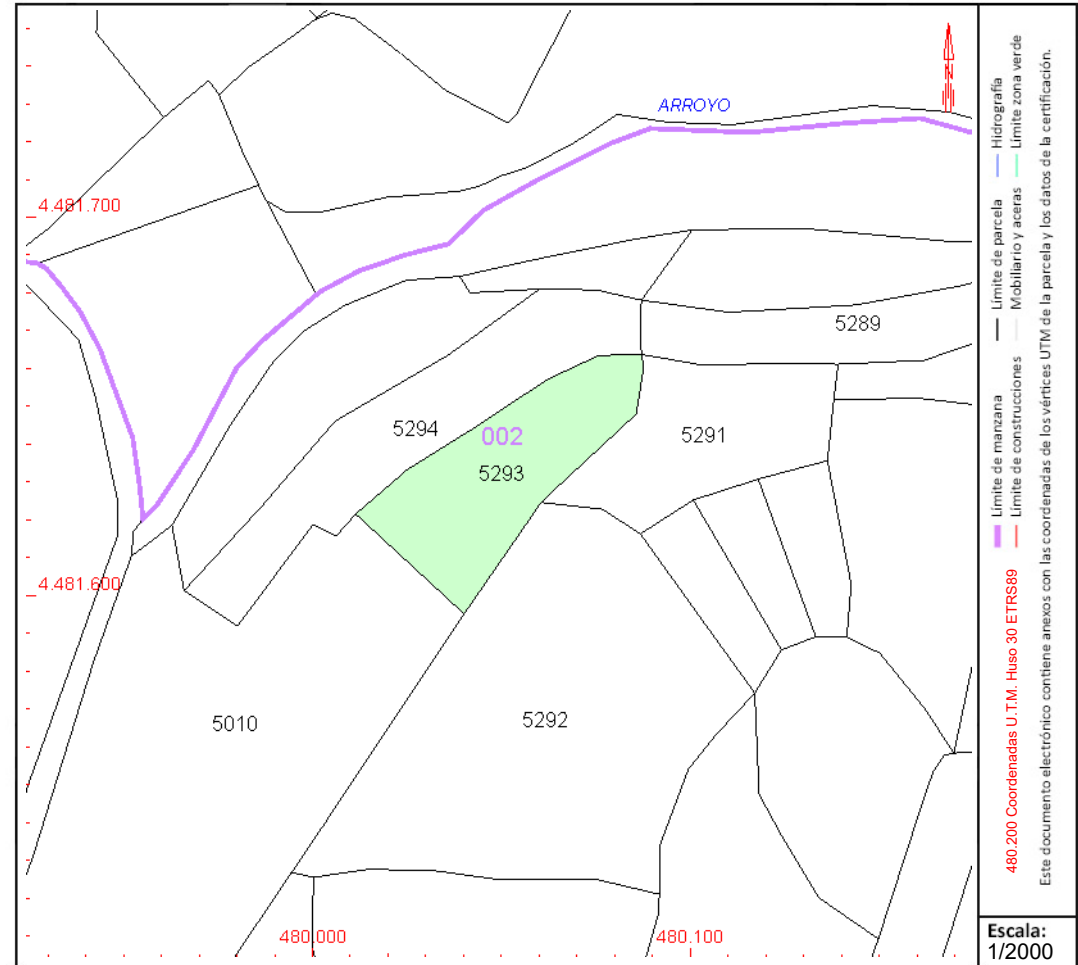 ARROYO
4.481.700
5289
5294
002
5291
5293
4.481.600
5010
5292
480.000
480.100
N
Límite de manzana
Límite de parcela
Hidrografía
Límite de construcciones
Mobiliario y aceras
Límite zona verde
480.200 Coordenadas U.T.M. Huso 30 ETRS89
Este documento electrónico contiene anexos con las coordenadas de los vértices UTM de la parcela y los datos de la certificación.
Escala:
1/2000